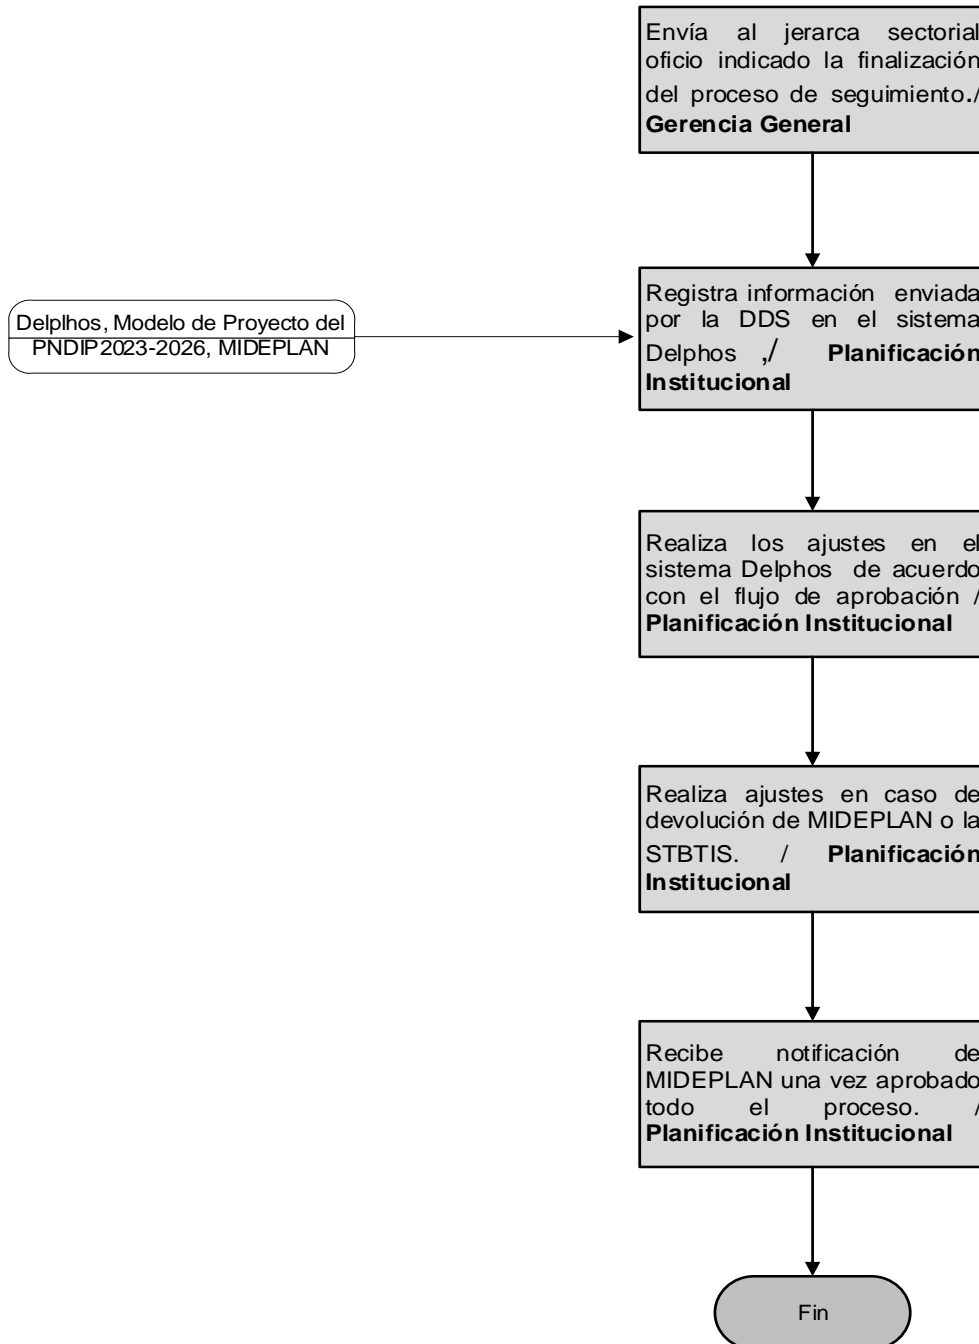 Envía al jerarca sectorial
oficio indicado la finalización
del proceso de seguimiento./
Gerencia General
Delplhos, Modelo de Proyecto del
PNDIP2023-2026, MIDEPLAN
Registra información enviada
por la DDS en el sistema
Delphos ,/ Planificación
Institucional
Realiza los ajustes en el
sistema Delphos de acuerdo
con el flujo de aprobación /
Planificación Institucional
Realiza ajustes en caso de
devolución de MIDEPLAN o la
STBTIS. / Planificación
Institucional
Recibe notificación de
MIDEPLAN una vez aprobado
todo el proceso. /
Planificación Institucional
Fin